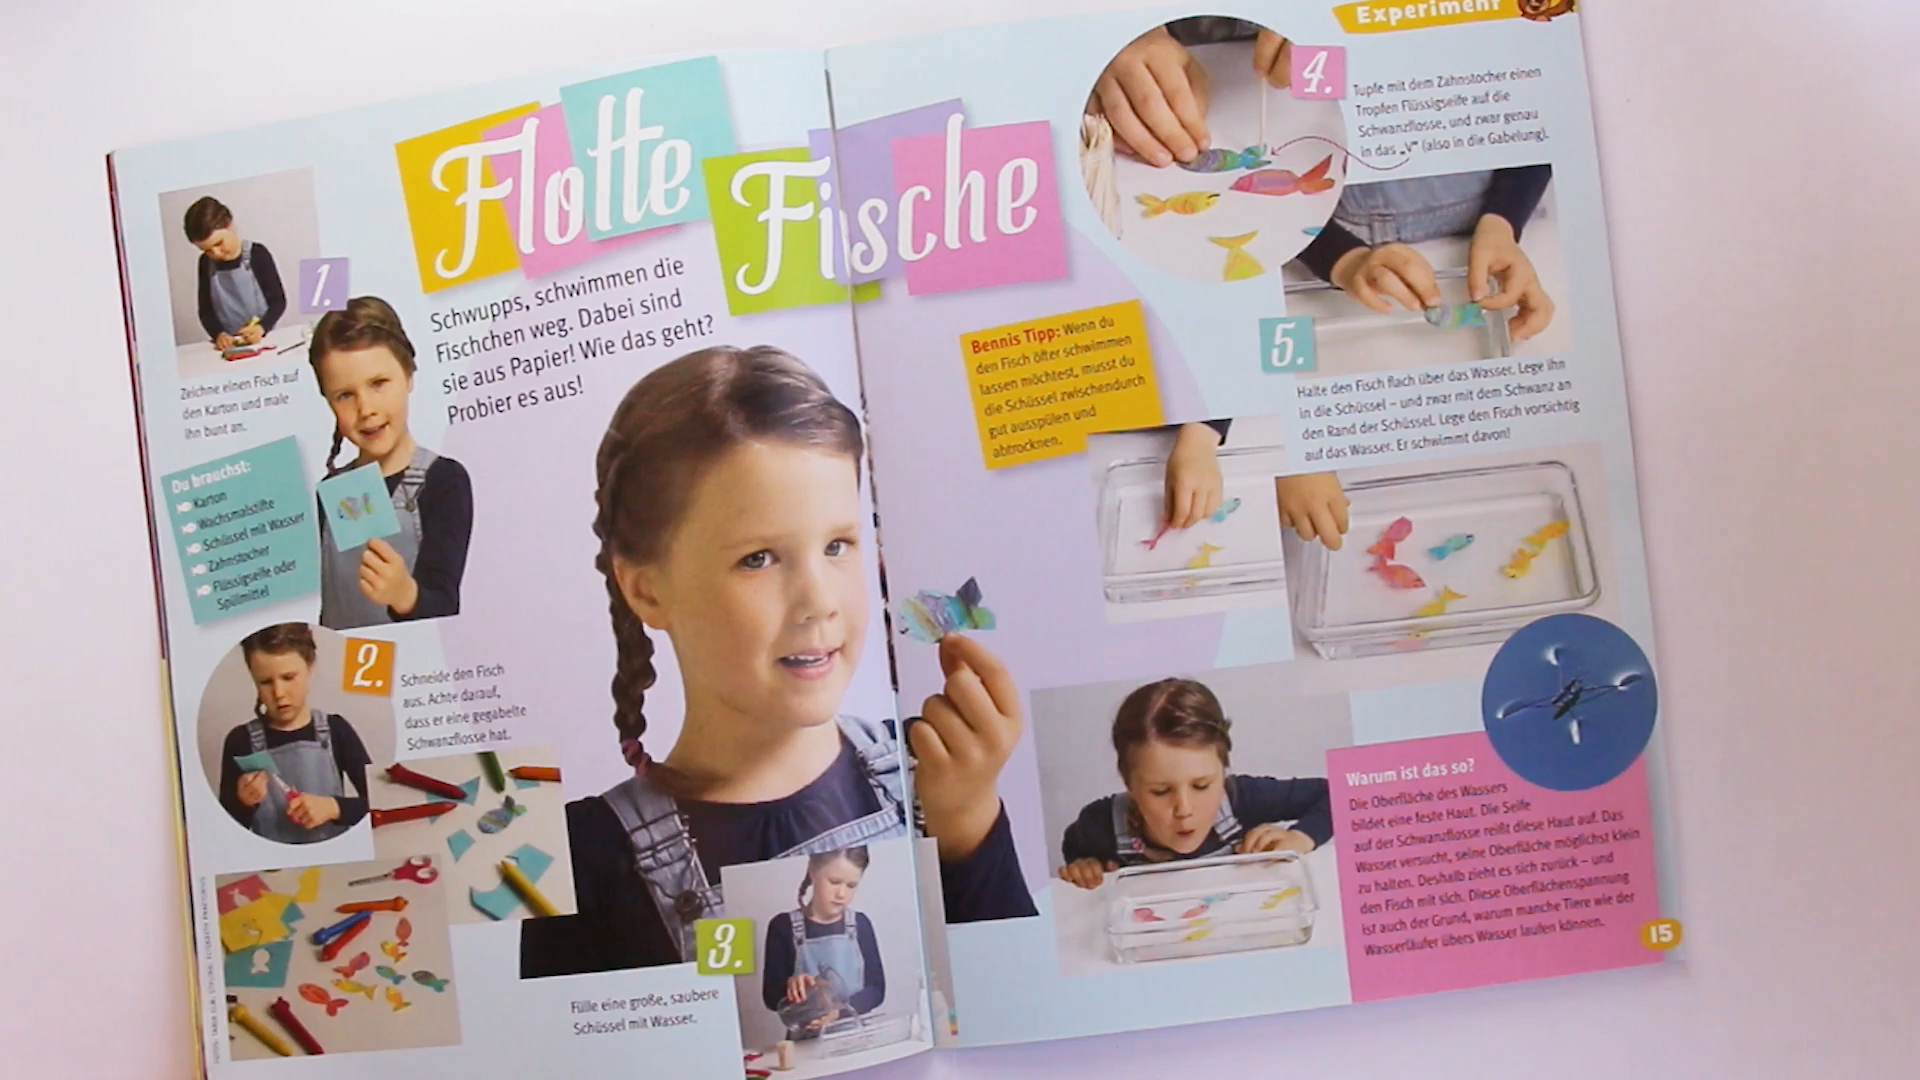 Flotte
Fische
Schwupps, schwimmen die
Fischchen weg. Dabei sind
sie aus Papier! Wie das geht?
Probier es aus!
1.
Zeichne einen Fisch auf
den Karton und male
ihn bunt an.
Du brauchst:
Karton
Wachsmalstifte
Schüssel mit Wasser
Zahnstocher
Flüssigseife oder
Spülmittel
2.
Schneide den Fisch
aus. Achte darauf,
dass er eine gegabelte
Schwanzflosse hat.
3.
Fülle eine große, saubere
Schüssel mit Wasser.
Experiment
4.
Tupfe mit dem Zahnstocher einen
Tropfen Flüssigseife auf die
Schwanzflosse, und zwar genau
in das „V“ (also in die Gabelung).
Bennis Tipp: Wenn du
den Fisch öfter schwimmen
lassen möchtest, musst du
die Schüssel zwischendurch
gut ausspülen und
abtrocknen.
5.
Halte den Fisch flach über das Wasser. Lege ihn
in die Schüssel – und zwar mit dem Schwanz an
den Rand der Schüssel. Lege den Fisch vorsichtig
auf das Wasser. Er schwimmt davon!
Warum ist das so?
Die Oberfläche des Wassers
bildet eine feste Haut. Die Seife
auf der Schwanzflosse reißt diese Haut auf. Das
Wasser versucht, seine Oberfläche möglichst klein
zu halten. Deshalb zieht es sich zurück – und
den Fisch mit sich. Diese Oberflächenspannung
ist auch der Grund, warum manche Tiere wie der
Wasserläufer übers Wasser laufen können.
15